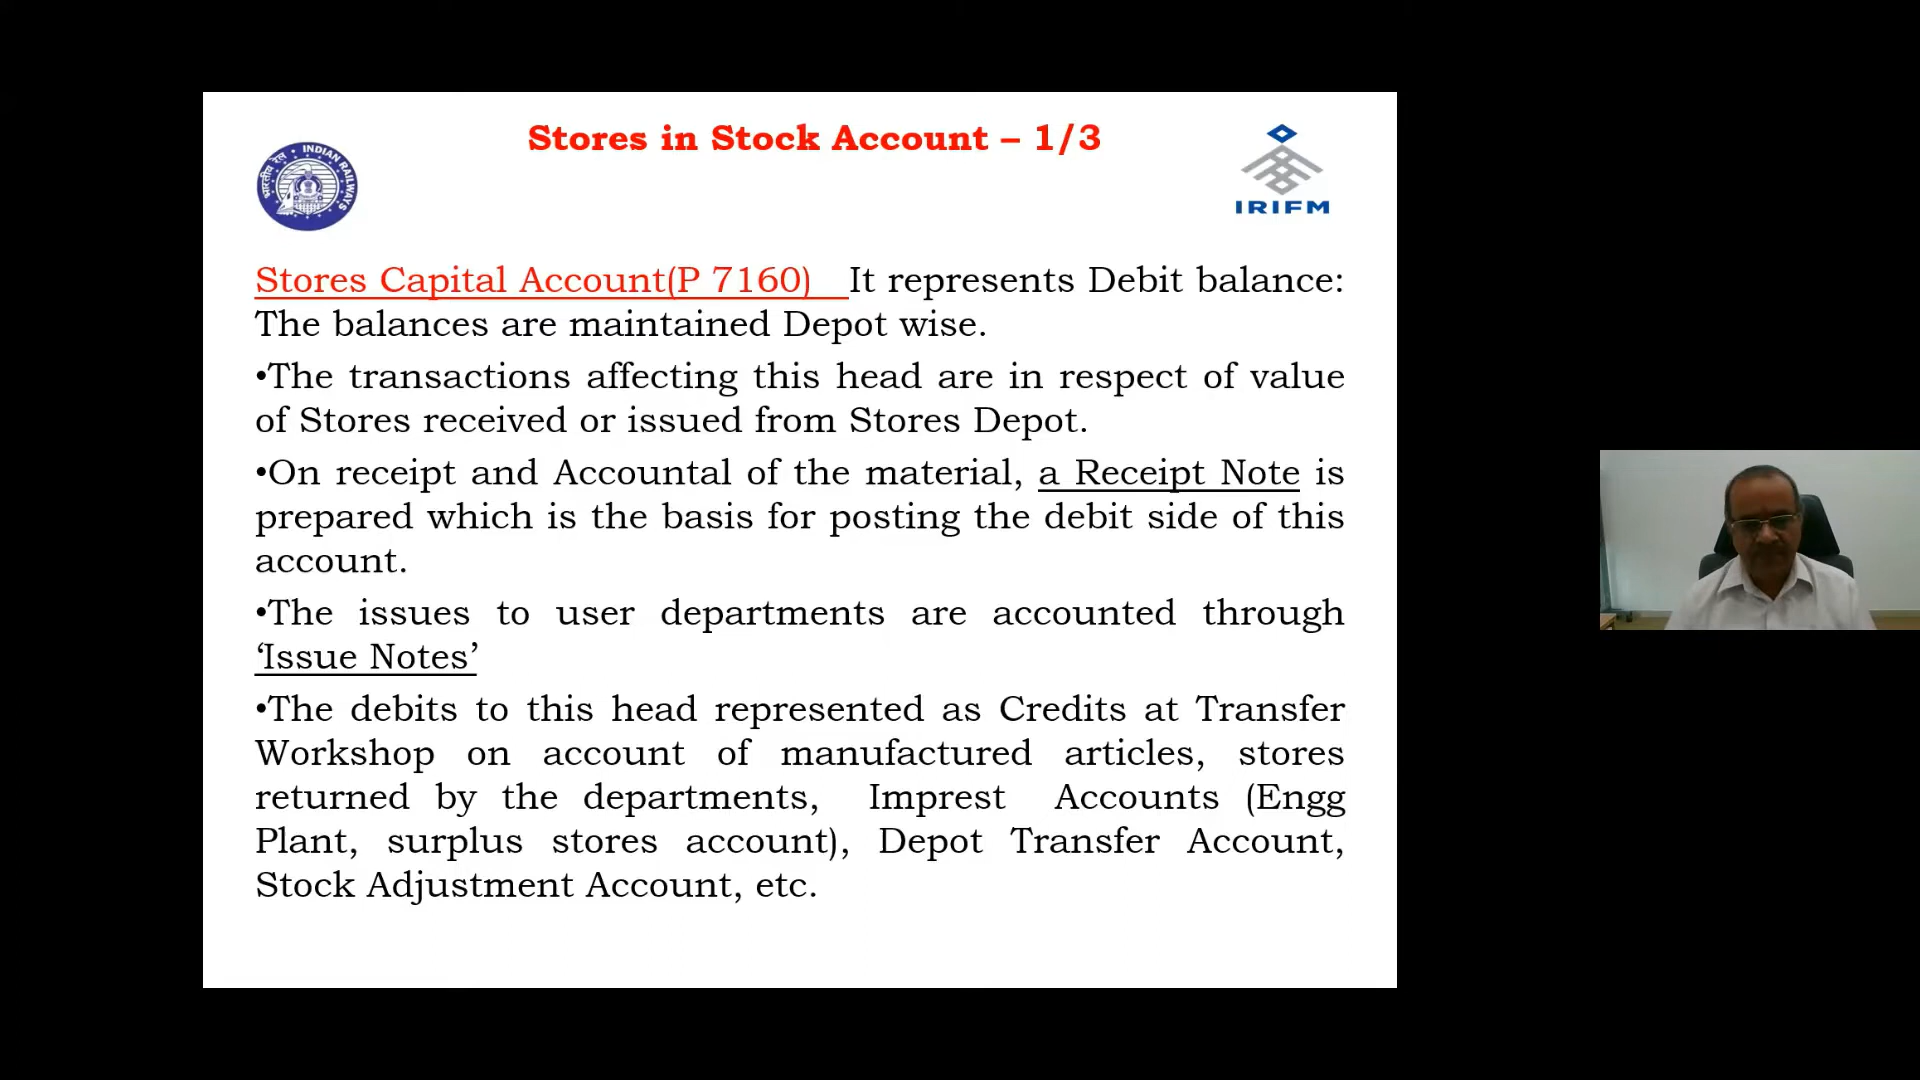 Stores in Stock Account – 1/3
भारतीय रेल • INDIAN RAILWAYS
IRIFM
Stores Capital Account(P 7160) It represents Debit balance:
The balances are maintained Depot wise.
•The transactions affecting this head are in respect of value
of Stores received or issued from Stores Depot.
•On receipt and Accountal of the material, a Receipt Note is
prepared which is the basis for posting the debit side of this
account.
•The issues to user departments are accounted through
‘Issue Notes’
•The debits to this head represented as Credits at Transfer
Workshop on account of manufactured articles, stores
returned by the departments, Imprest Accounts (Engg
Plant, surplus stores account), Depot Transfer Account,
Stock Adjustment Account, etc.